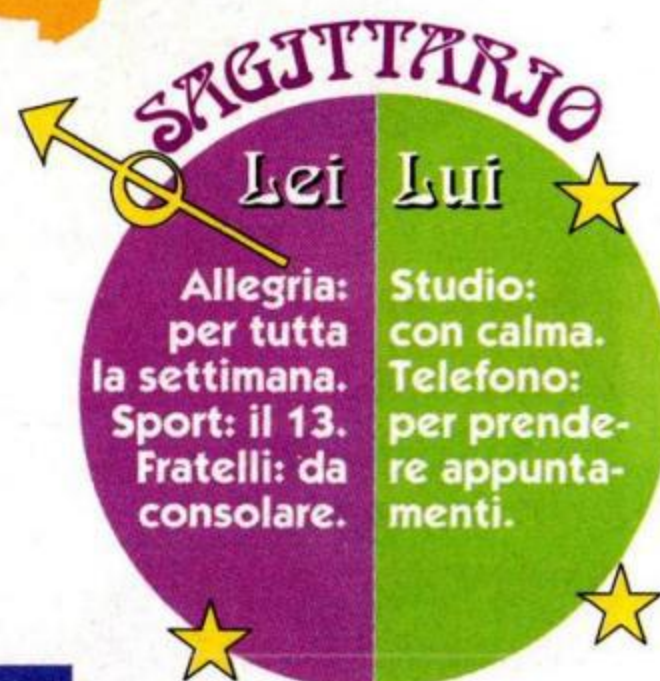 SAGITTARIO
Lei
Allegria:
per tutta
la settimana.
Sport: il 13.
Fratelli: da
consolare.
Lui
Studio:
con calma.
Telefono:
per prende-
re appunta-
menti.